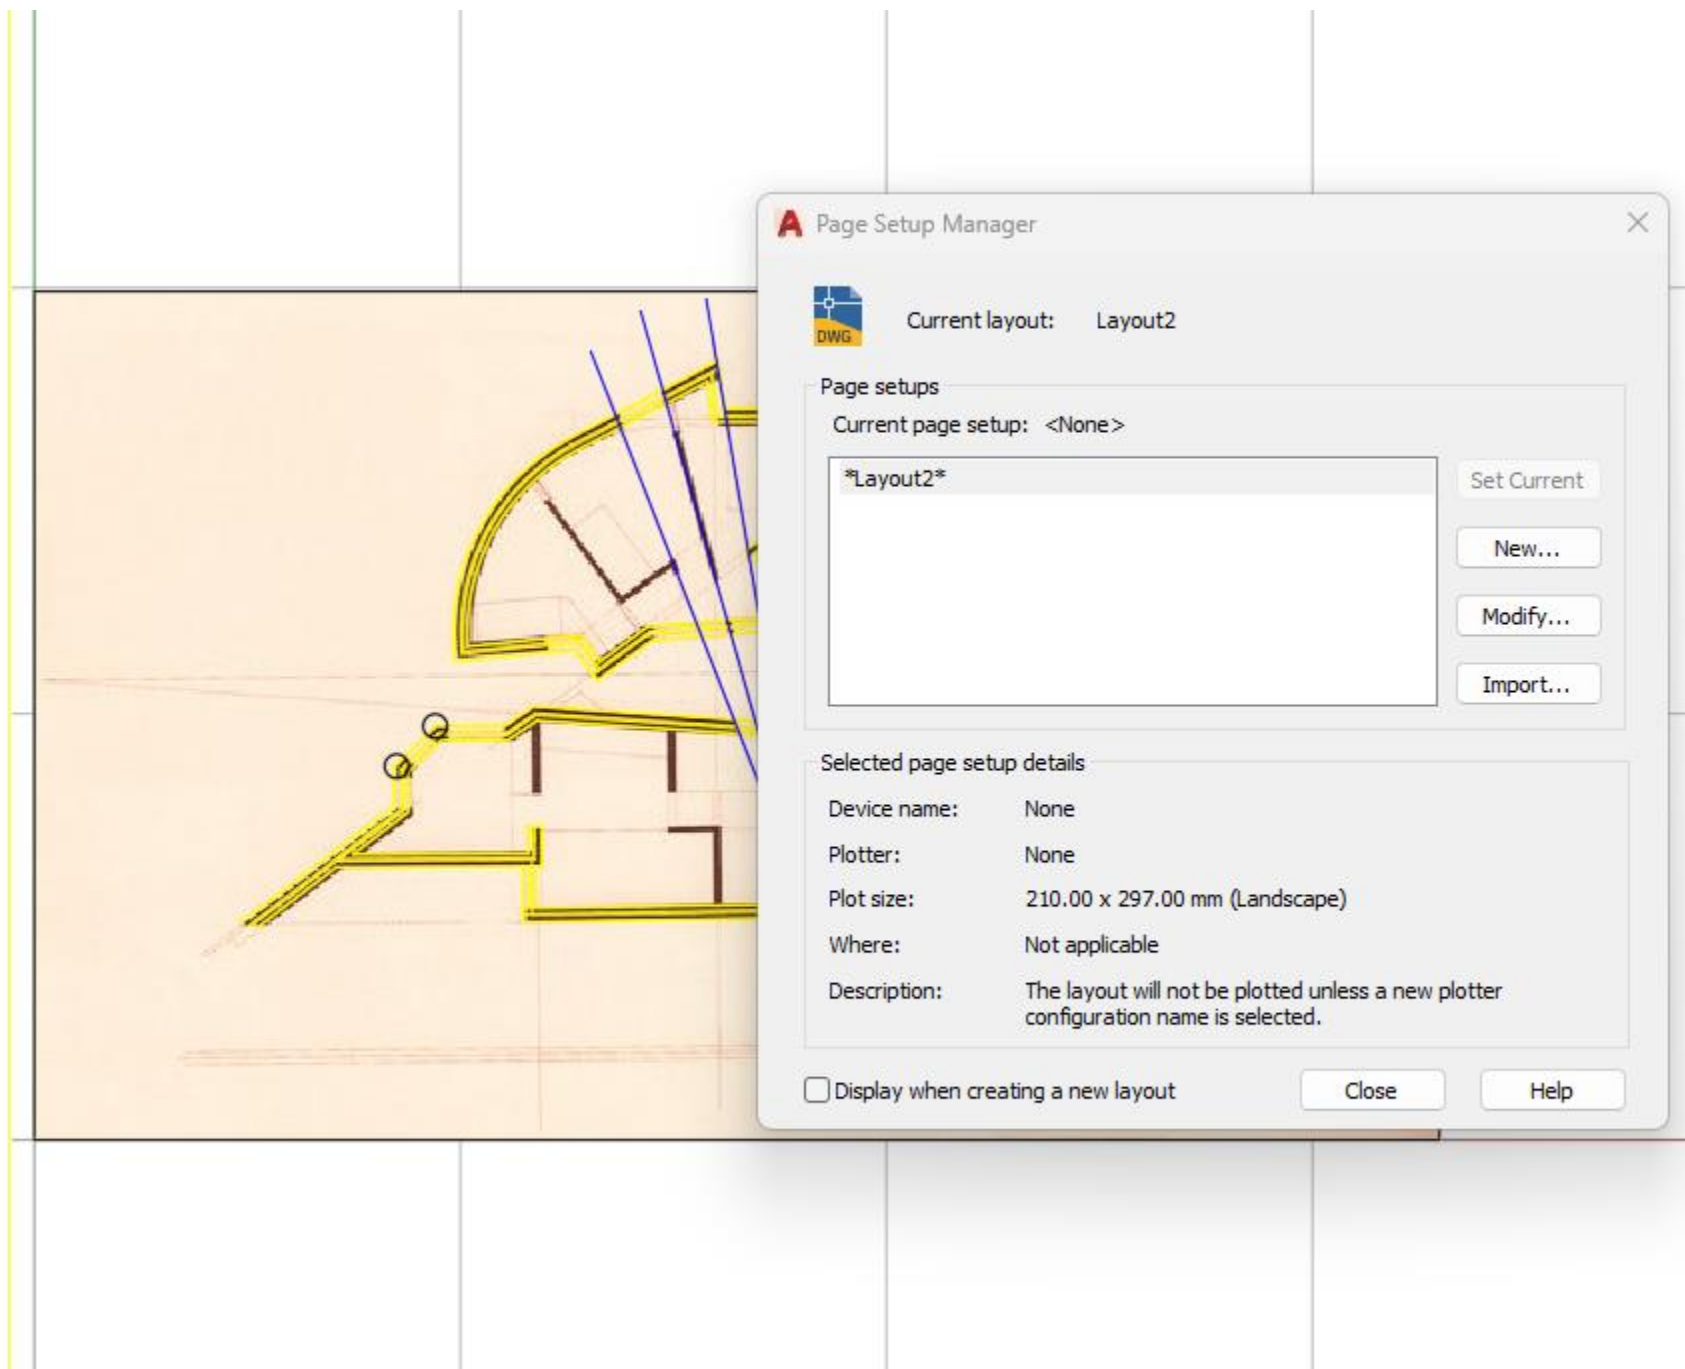 Page Setup Manager
DWG
Current layout: Layout2
Page setups
Current page setup: <None>
*Layout2*
Set Current
New...
Modify...
Import...
Selected page setup details
Device name: None
Plotter: None
Plot size: 210.00 x 297.00 mm (Landscape)
Where: Not applicable
Description: The layout will not be plotted unless a new plotter
configuration name is selected.
Display when creating a new layout
Close
Help